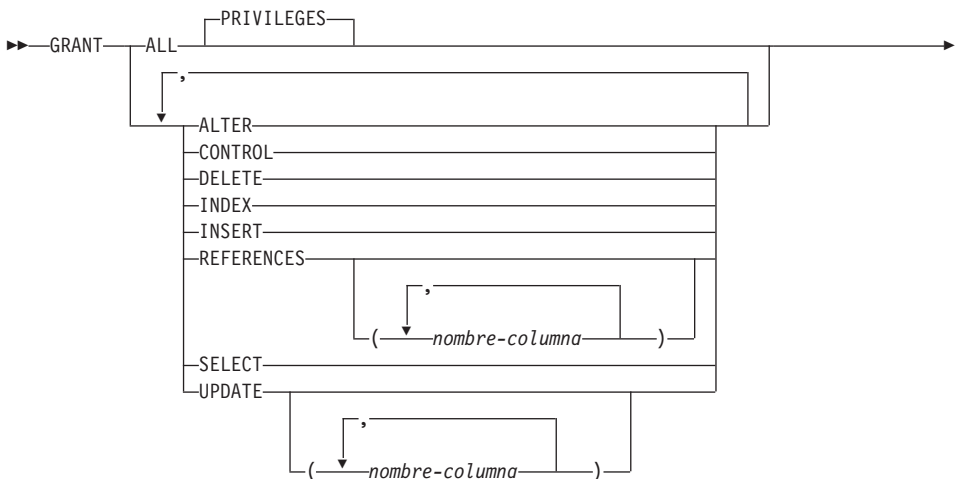 PRIVILEGES
GRANT ALL
,
ALTER
CONTROL
DELETE
INDEX
INSERT
REFERENCES
,
( nombre-columna )
SELECT
UPDATE
,
( nombre-columna )